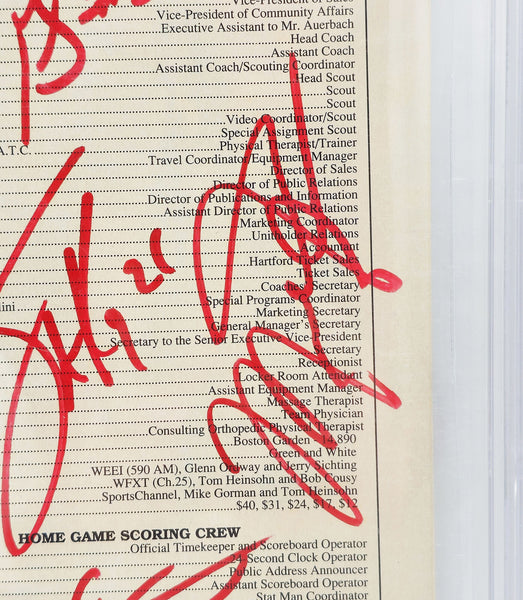 Vice-President of Sales
Vice-President of Community Affairs
Executive Assistant to Mr. Auerbach
Head Coach
Assistant Coach
Assistant Coach/Scouting Coordinator
Head Scout
Scout
Scout
Video Coordinator/Scout
Special Assignment Scout
A.T.C. Physical Therapist/Trainer
Travel Coordinator/Equipment Manager
Director of Sales
Director of Public Relations
Director of Publications and Information
Assistant Director of Public Relations
Marketing Coordinator
Unitholder Relations
Accountant
Hartford Ticket Sales
Ticket Sales
Coaches' Secretary
Special Programs Coordinator
Marketing Secretary
General Manager's Secretary
Secretary to the Senior Executive Vice-President
Secretary
Receptionist
Locker Room Attendant
Assistant Equipment Manager
Massage Therapist
Team Physician
Consulting Orthopedic Physical Therapist
Boston Garden - 14,890
Green and White
WEEI (590 AM), Glenn Ordway and Jerry Sichting
WFXT (Ch.25), Tom Heinsohn and Bob Cousy
SportsChannel, Mike Gorman and Tom Heinsohn
$40, $31, $24, $17, $12
HOME GAME SCORING CREW
Official Timekeeper and Scoreboard Operator
24 Second Clock Operator
Public Address Announcer
Assistant Scoreboard Operator
Stat Man Coordinator